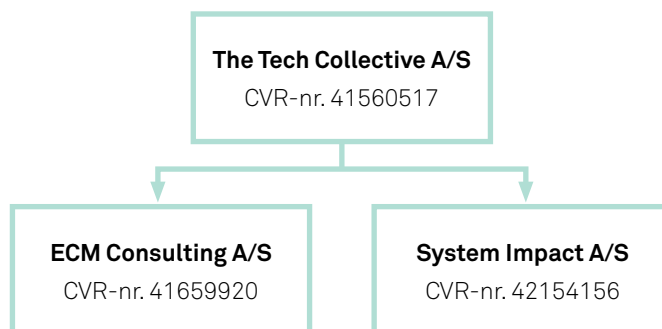 The Tech Collective A/S
CVR-nr. 41560517
ECM Consulting A/S
CVR-nr. 41659920
System Impact A/S
CVR-nr. 42154156